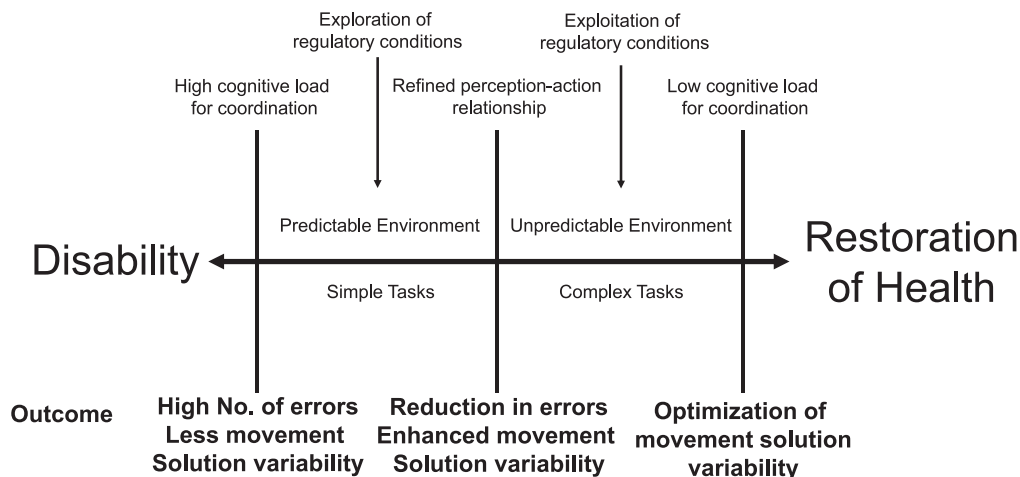 Exploration of
regulatory conditions
Exploitation of
regulatory conditions
High cognitive load
for coordination
Refined perception-action
relationship
Low cognitive load
for coordination
Predictable Environment
Unpredictable Environment
Disability
Restoration
of Health
Simple Tasks
Complex Tasks
Outcome
High No. of errors
Less movement
Solution variability
Reduction in errors
Enhanced movement
Solution variability
Optimization of
movement solution
variability